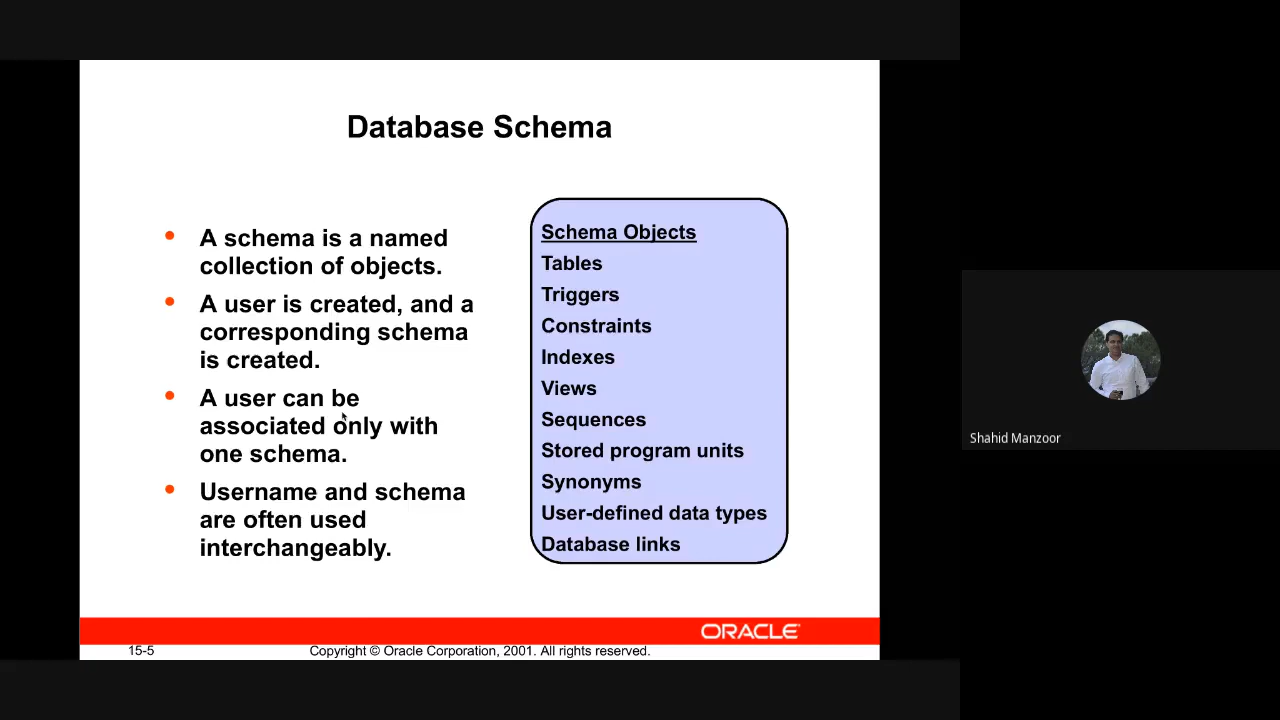 Database Schema
• A schema is a named
collection of objects.
• A user is created, and a
corresponding schema
is created.
• A user can be
associated only with
one schema.
• Username and schema
are often used
interchangeably.
Schema Objects
Tables
Triggers
Constraints
Indexes
Views
Sequences
Stored program units
Synonyms
User-defined data types
Database links
ORACLE
15-5
Copyright © Oracle Corporation, 2001. All rights reserved.
Shahid Manzoor